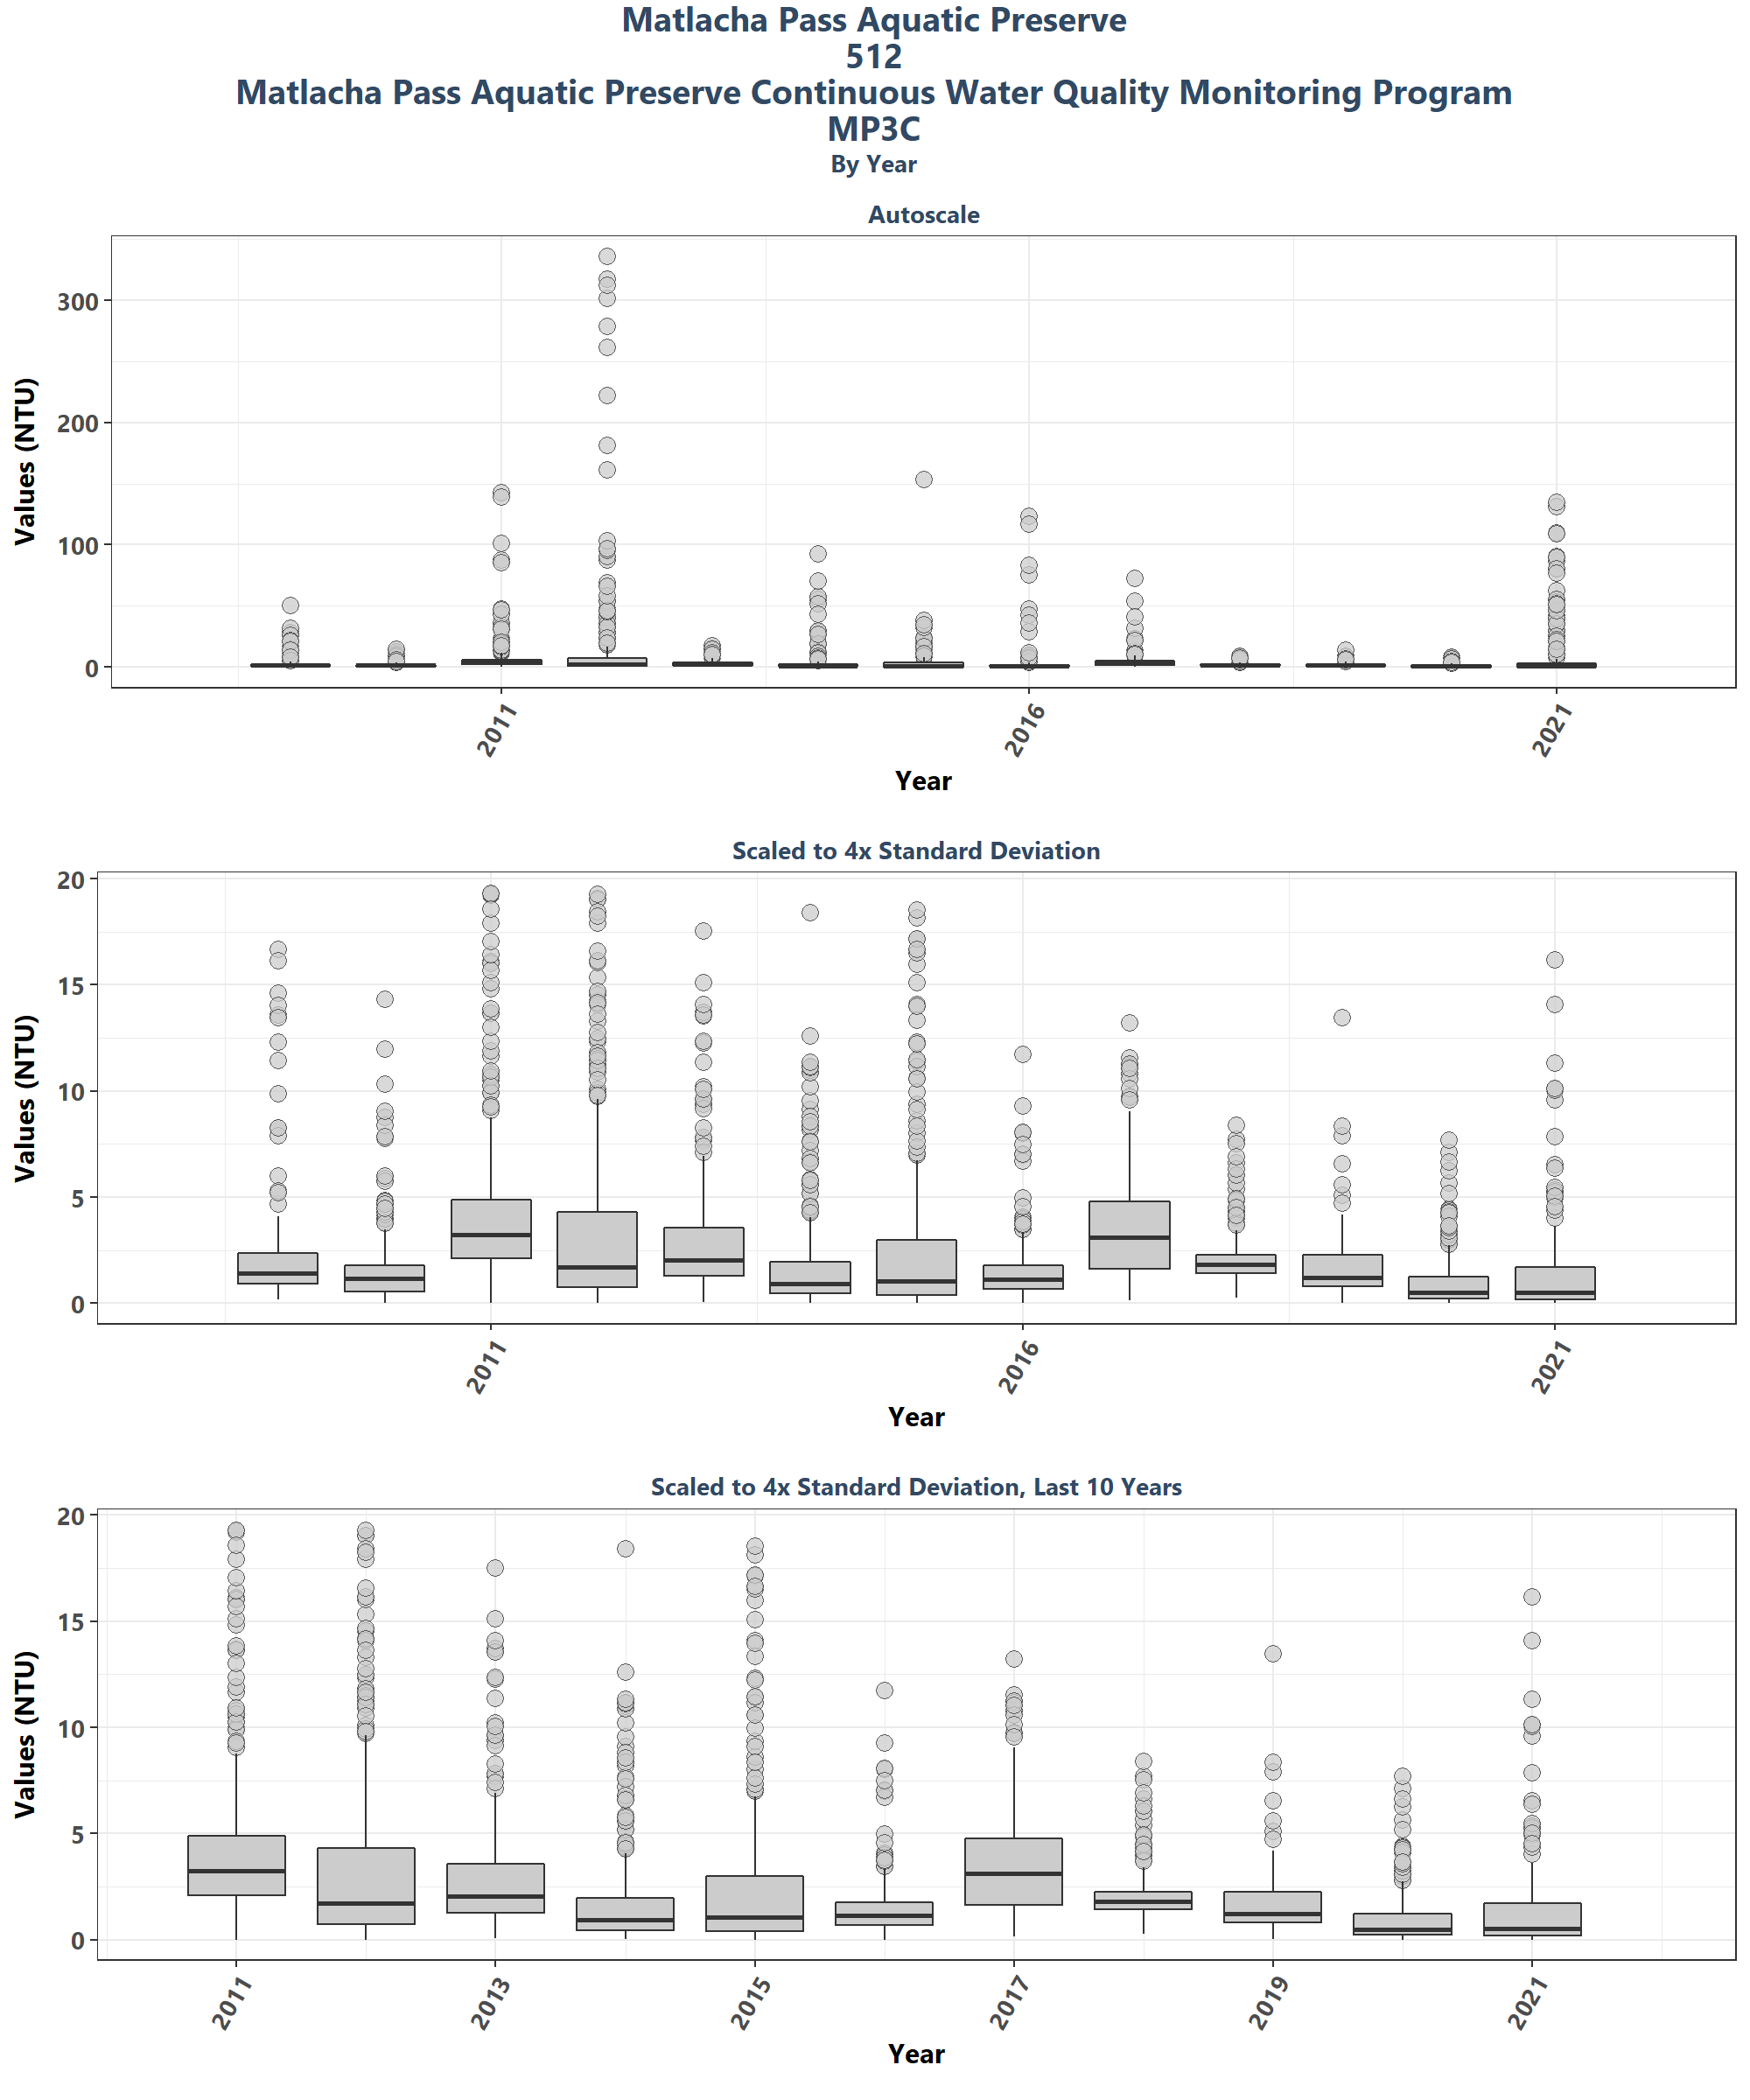 Matlacha Pass Aquatic Preserve
512
Matlacha Pass Aquatic Preserve Continuous Water Quality Monitoring Program
MP3C
By Year
Autoscale
Values (NTU)
300
200
100
0
2011
2016
2021
Year
Scaled to 4x Standard Deviation
Values (NTU)
20
15
10
5
0
2011
2016
2021
Year
Scaled to 4x Standard Deviation, Last 10 Years
Values (NTU)
20
15
10
5
0
2011
2013
2015
2017
2019
2021
Year